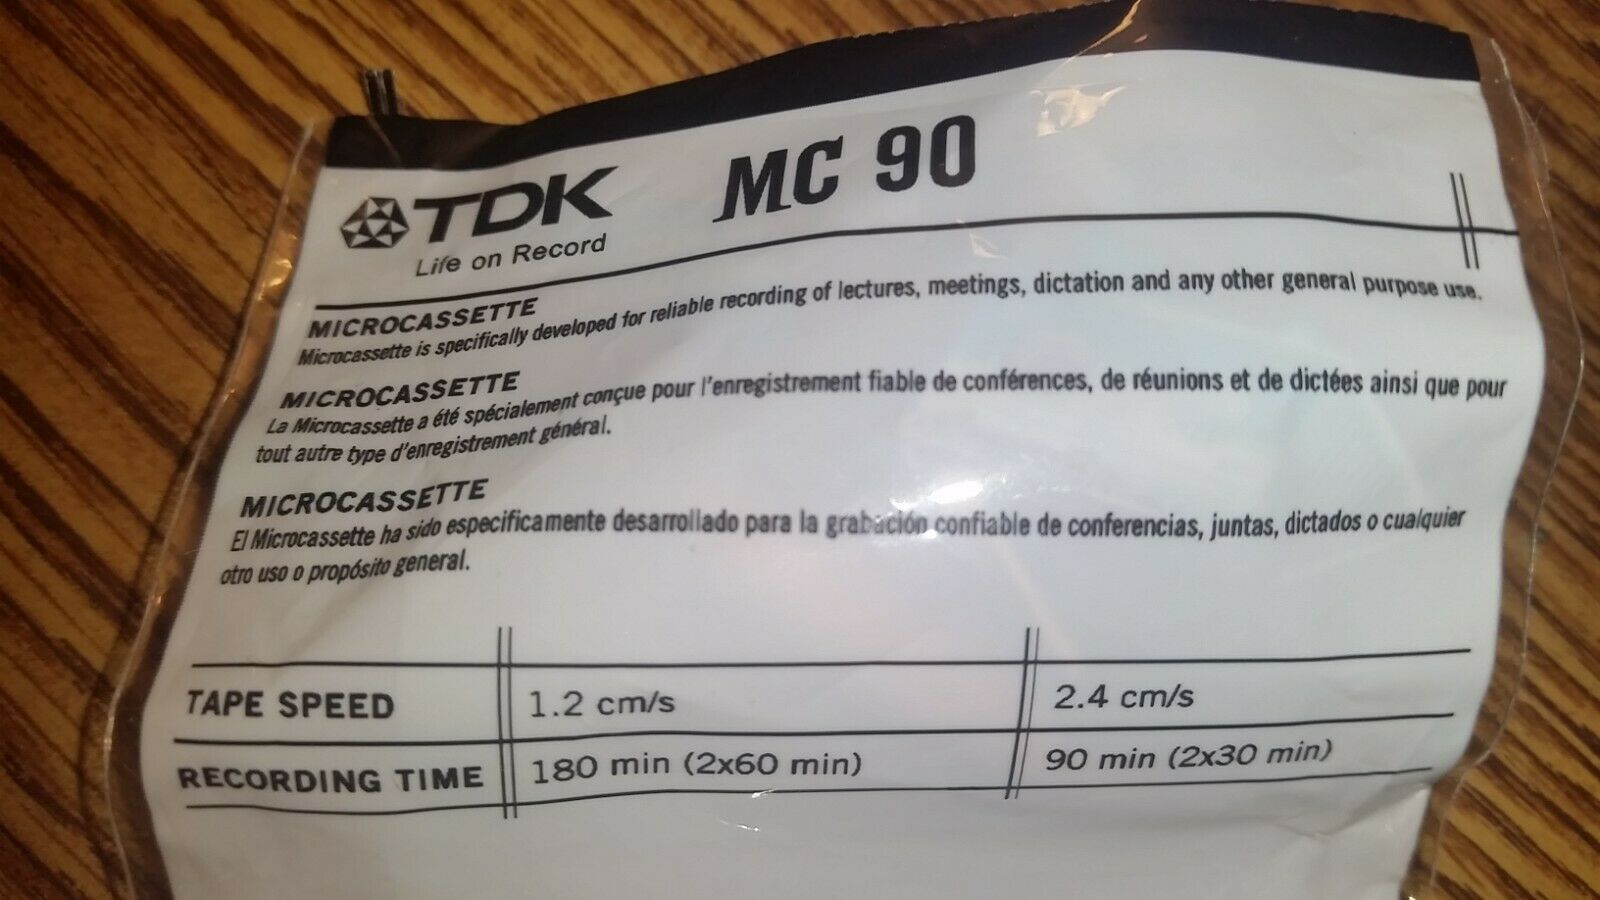 TDK MC 90
Life on Record
MICROCASSETTE
Microcassette is specifically developed for reliable recording of lectures, meetings, dictation and any other general purpose use.
MICROCASSETTE
La Microcassette a été spécialement conçue pour l'enregistrement fiable de conférences, de réunions et de dictées ainsi que pour
tout autre type d'enregistrement général.
MICROCASSETTE
El Microcassette ha sido especificamente desarrollado para la grabación confiable de conferencias, juntas, dictados o cualquier
otro uso o propósito general.
TAPE SPEED 1.2 cm/s 2.4 cm/s
RECORDING TIME 180 min (2x60 min) 90 min (2x30 min)